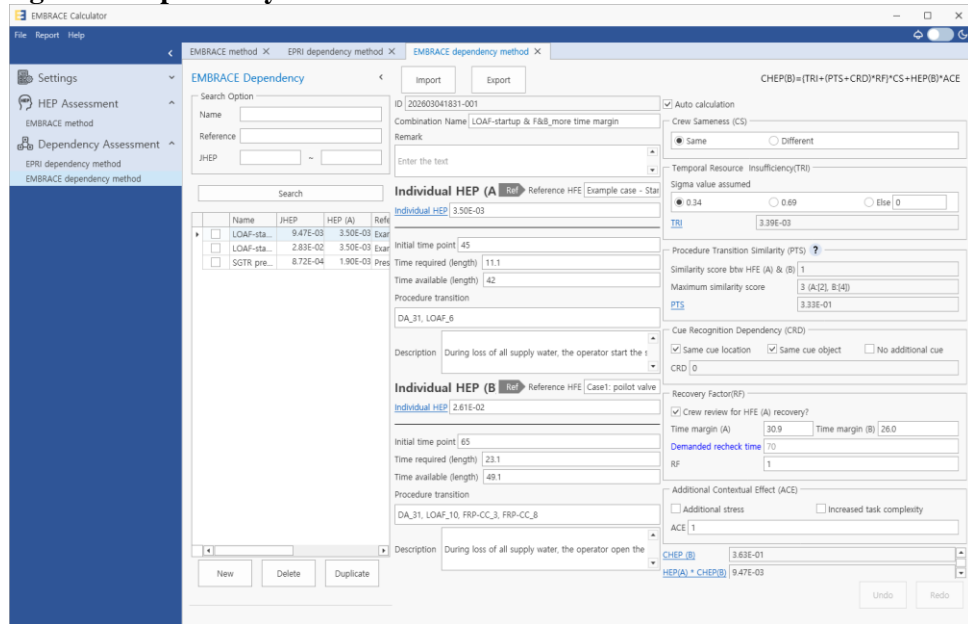 EMBRACE Calculator
File Report Help
EMBRACE method
EPRI dependency method
EMBRACE dependency method
Settings
HEP Assessment
EMBRACE method
Dependency Assessment
EPRI dependency method
EMBRACE dependency method
EMBRACE Dependency
Search Option
Name
Reference
JHEP ~
Search
Name JHEP HEP (A) Refe
LOAF-sta... 9.47E-03 3.50E-03 Exar
LOAF-sta... 2.83E-02 3.50E-03 Exar
SGTR pre... 8.72E-04 1.90E-03 Pres
New Delete Duplicate
Import Export
ID 202603041831-001
Combination Name LOAF-startup & F&B_more time margin
Remark
Enter the text
Individual HEP (A Ref Reference HFE Example case - Star
Individual HEP 3.50E-03
Initial time point 45
Time required (length) 11.1
Time available (length) 42
Procedure transition
DA_31, LOAF_6
Description During loss of all supply water, the operator start the s
Individual HEP (B Ref Reference HFE Case1: poilot valve
Individual HEP 2.61E-02
Initial time point 65
Time required (length) 23.1
Time available (length) 49.1
Procedure transition
DA_31, LOAF_10, FRP-CC_3, FRP-CC_8
Description During loss of all supply water, the operator open the
CHEP(B)=(TRI+(PTS+CRD)*RF)*CS+HEP(B)*ACE
Auto calculation
Crew Sameness (CS)
Same Different
Temporal Resource Insufficiency(TRI)
Sigma value assumed
0.34 0.69 Else 0
TRI 3.39E-03
Procedure Transition Similarity (PTS) ?
Similarity score btw HFE (A) & (B) 1
Maximum similarity score 3 (A:[2], B:[4])
PTS 3.33E-01
Cue Recognition Dependency (CRD)
Same cue location Same cue object No additional cue
CRD 0
Recovery Factor(RF)
Crew review for HFE (A) recovery?
Time margin (A) 30.9 Time margin (B) 26.0
Demanded recheck time 70
RF 1
Additional Contextual Effect (ACE)
Additional stress Increased task complexity
ACE 1
CHEP (B) 3.63E-01
HEP(A) * CHEP(B) 9.47E-03
Undo Redo